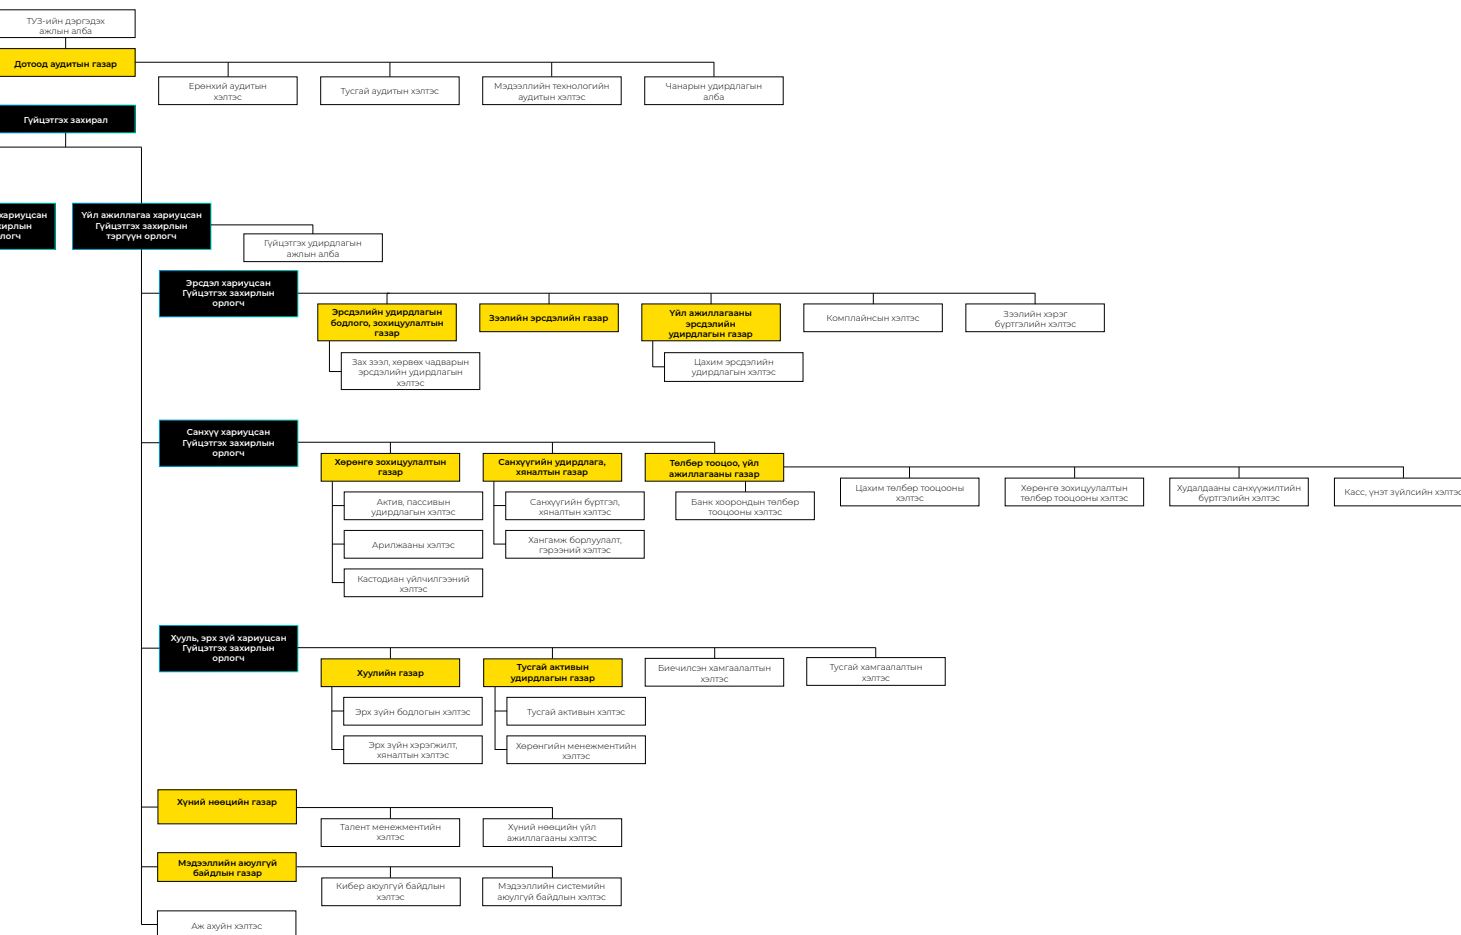 ТУЗ-ийн дэргэдэх
ажлын алба
Дотоод аудитын газар
Ерөнхий аудитын
хэлтэс
Тусгай аудитын хэлтэс
Мэдээллийн технологийн
аудитын хэлтэс
Чанарын удирдлагын
алба
Гүйцэтгэх захирал
хариуцсан
Үйл ажиллагаа хариуцсан
Гүйцэтгэх захирлын
тэргүүн орлогч
Гүйцэтгэх удирдлагын
ажлын алба
Эрсдэл хариуцсан
Гүйцэтгэх захирлын
орлогч
Эрсдэлийн удирдлагын
бодлого, зохицуулалтын
газар
Зээлийн эрсдэлийн газар
Үйл ажиллагааны
эрсдэлийн
удирдлагын газар
Комплайнсын хэлтэс
Зээлийн хэрэг
бүртгэлийн хэлтэс
Зах зээл, хөрвөх чадварын
эрсдэлийн удирдлагын
хэлтэс
Цахим эрсдэлийн
удирдлагын хэлтэс
Санхүү хариуцсан
Гүйцэтгэх захирлын
орлогч
Хөрөнгө зохицуулалтын
газар
Санхүүгийн удирдлага,
хяналтын газар
Төлбөр тооцоо, үйл
ажиллагааны газар
Актив, пассивын
удирдлагын хэлтэс
Санхүүгийн бүртгэл,
хяналтын хэлтэс
Банк хоорондын төлбөр
тооцооны хэлтэс
Цахим төлбөр тооцооны
хэлтэс
Хөрөнгө зохицуулалтын
төлбөр тооцооны хэлтэс
Худалдааны санхүүжилтийн
бүртгэлийн хэлтэс
Касс, үнэт зүйлсийн хэлтэс
Арилжааны хэлтэс
Хангамж борлуулалт,
гэрээний хэлтэс
Кастодиан үйлчилгээний
хэлтэс
Хууль, эрх зүй хариуцсан
Гүйцэтгэх захирлын
орлогч
Хуулийн газар
Тусгай активын
удирдлагын газар
Биечилсэн хамгаалалтын
хэлтэс
Тусгай хамгаалалтын
хэлтэс
Эрх зүйн бодлогын хэлтэс
Тусгай активын хэлтэс
Эрх зүйн хэрэгжилт,
хяналтын хэлтэс
Хөрөнгийн менежментийн
хэлтэс
Хүний нөөцийн газар
Талент менежментийн
хэлтэс
Хүний нөөцийн үйл
ажиллагааны хэлтэс
Мэдээллийн аюулгүй
байдлын газар
Кибер аюулгүй байдлын
хэлтэс
Мэдээллийн системийн
аюулгүй байдлын хэлтэс
Аж ахуйн хэлтэс